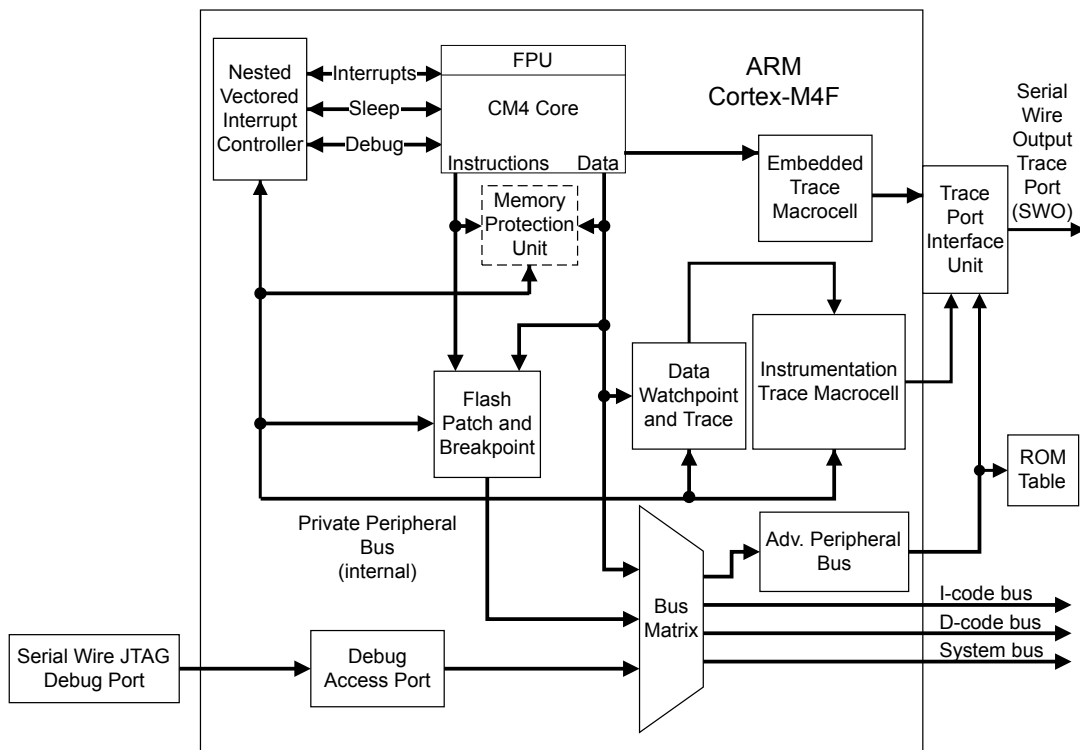 Nested
Vectored
Interrupt
Controller
Interrupts
Sleep
Debug
FPU
CM4 Core
Instructions
Data
ARM
Cortex-M4F
Memory
Protection
Unit
Embedded
Trace
Macrocell
Trace
Port
Interface
Unit
Serial
Wire
Output
Trace
Port
(SWO)
Flash
Patch and
Breakpoint
Data
Watchpoint
and Trace
Instrumentation
Trace Macrocell
ROM
Table
Private Peripheral
Bus
(internal)
Bus
Matrix
Adv. Peripheral
Bus
I-code bus
D-code bus
System bus
Serial Wire JTAG
Debug Port
Debug
Access Port